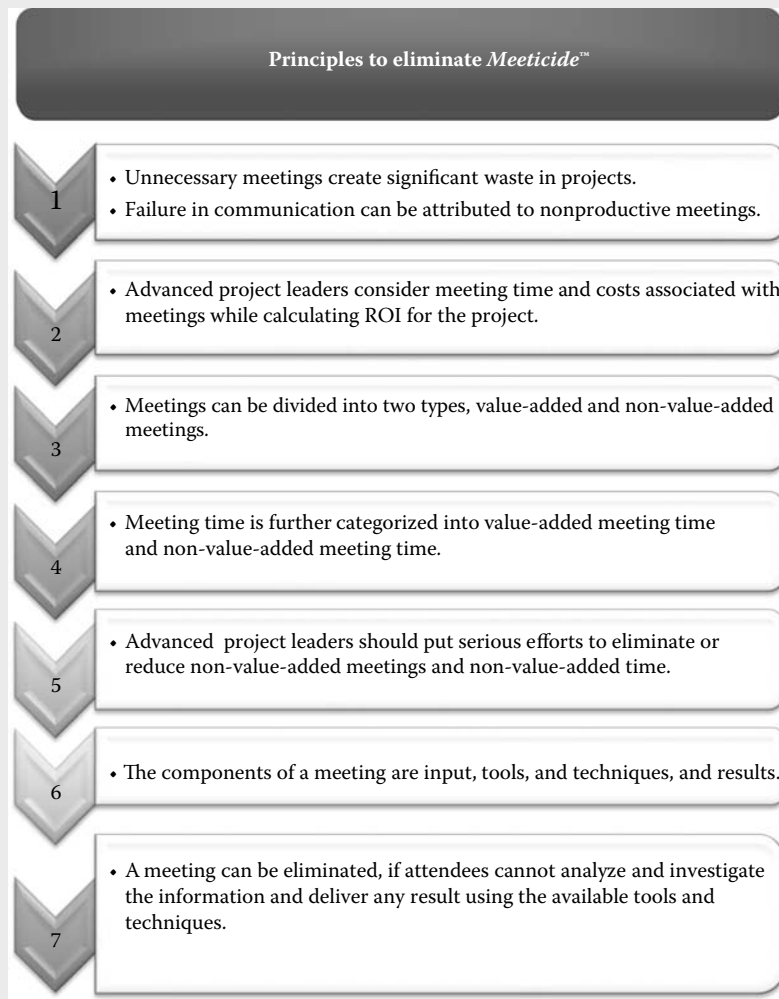 Principles to eliminate Meeticide™
1
• Unnecessary meetings create significant waste in projects.
• Failure in communication can be attributed to nonproductive meetings.
2
• Advanced project leaders consider meeting time and costs associated with
meetings while calculating ROI for the project.
3
• Meetings can be divided into two types, value-added and non-value-added
meetings.
4
• Meeting time is further categorized into value-added meeting time
and non-value-added meeting time.
5
• Advanced project leaders should put serious efforts to eliminate or
reduce non-value-added meetings and non-value-added time.
6
• The components of a meeting are input, tools, and techniques, and results.
7
• A meeting can be eliminated, if attendees cannot analyze and investigate
the information and deliver any result using the available tools and
techniques.